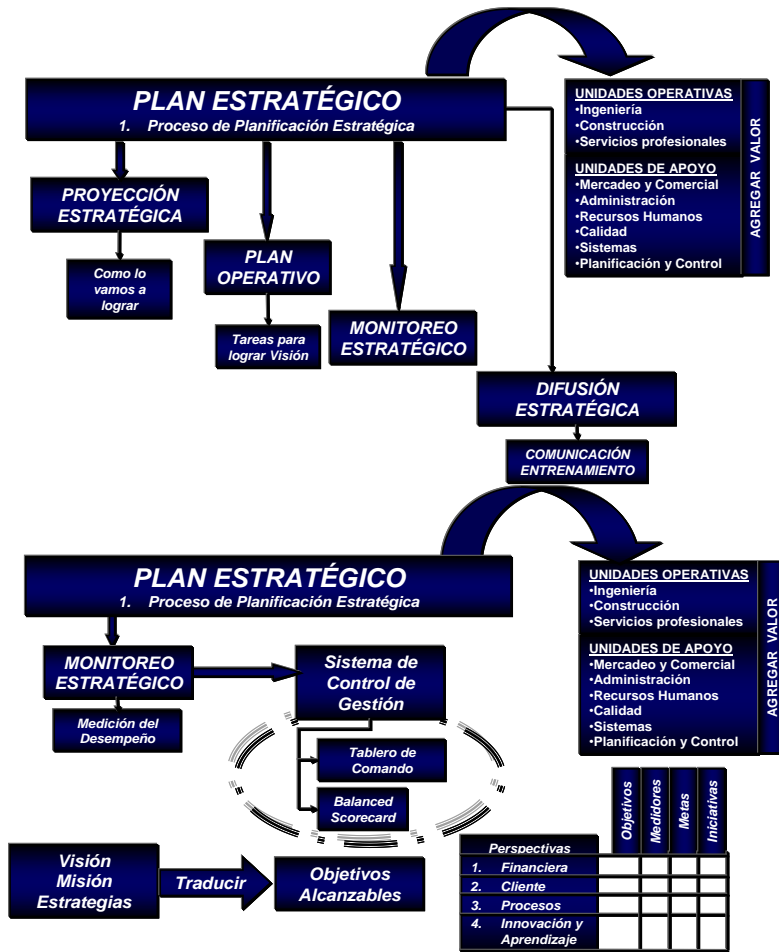 PLAN ESTRATÉGICO
1. Proceso de Planificación Estratégica
UNIDADES OPERATIVAS
•Ingeniería
•Construcción
•Servicios profesionales
UNIDADES DE APOYO
•Mercadeo y Comercial
•Administración
•Recursos Humanos
•Calidad
•Sistemas
•Planificación y Control
AGREGAR VALOR
PROYECCIÓN
ESTRATÉGICA
Como lo
vamos a
lograr
PLAN
OPERATIVO
Tareas para
lograr Visión
MONITOREO
ESTRATÉGICO
DIFUSIÓN
ESTRATÉGICA
COMUNICACIÓN
ENTRENAMIENTO
PLAN ESTRATÉGICO
1. Proceso de Planificación Estratégica
UNIDADES OPERATIVAS
•Ingeniería
•Construcción
•Servicios profesionales
UNIDADES DE APOYO
•Mercadeo y Comercial
•Administración
•Recursos Humanos
•Calidad
•Sistemas
•Planificación y Control
AGREGAR VALOR
MONITOREO
ESTRATÉGICO
Medición del
Desempeño
Sistema de
Control de
Gestión
Tablero de
Comando
Balanced
Scorecard
Visión
Misión
Estrategias
Traducir
Objetivos
Alcanzables
Objetivos
Medidores
Metas
Iniciativas
Perspectivas
1. Financiera
2. Cliente
3. Procesos
4. Innovación y
Aprendizaje